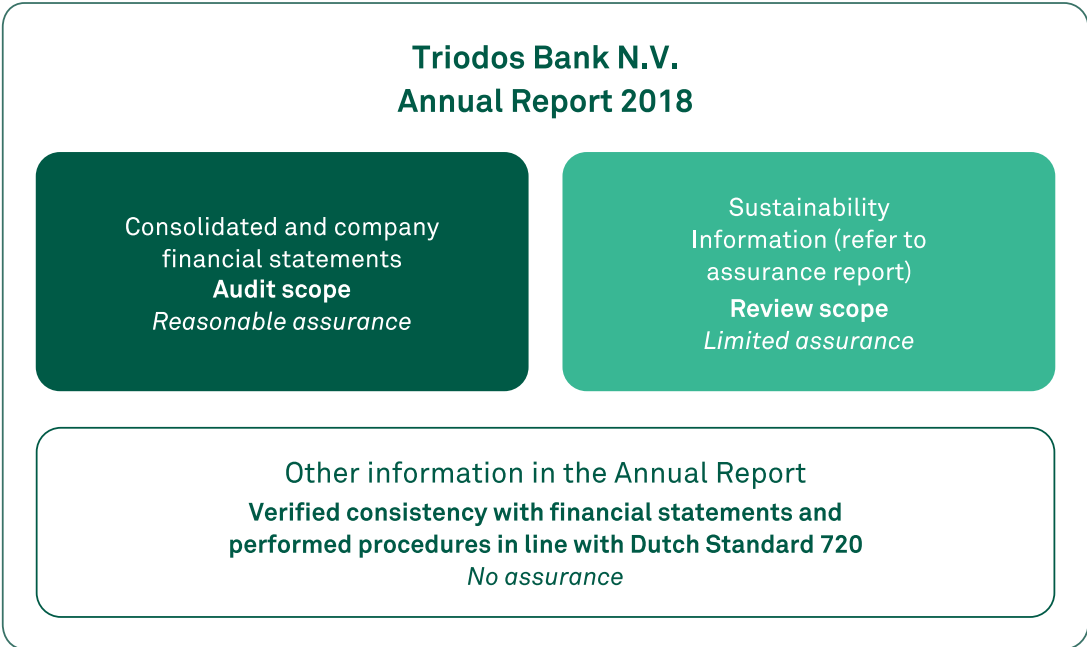 Triodos Bank N.V.
Annual Report 2018
Consolidated and company
financial statements
Audit scope
Reasonable assurance
Sustainability
Information (refer to
assurance report)
Review scope
Limited assurance
Other information in the Annual Report
Verified consistency with financial statements and
performed procedures in line with Dutch Standard 720
No assurance